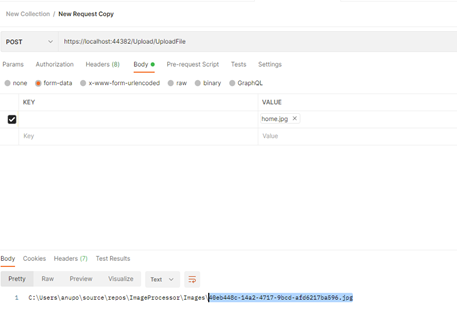 New Collection / New Request Copy
POST https://localhost:44382/Upload/UploadFile
Params Authorization Headers (8) Body Pre-request Script Tests Settings
none form-data x-www-form-urlencoded raw binary GraphQL
KEY VALUE
home.jpg ×
Key Value
Body Cookies Headers (7) Test Results
Pretty Raw Preview Visualize Text
1 C:\Users\anupo\source\repos\ImageProcessor\Images\40eb448c-14a2-4717-9bcd-afd6217ba596.jpg